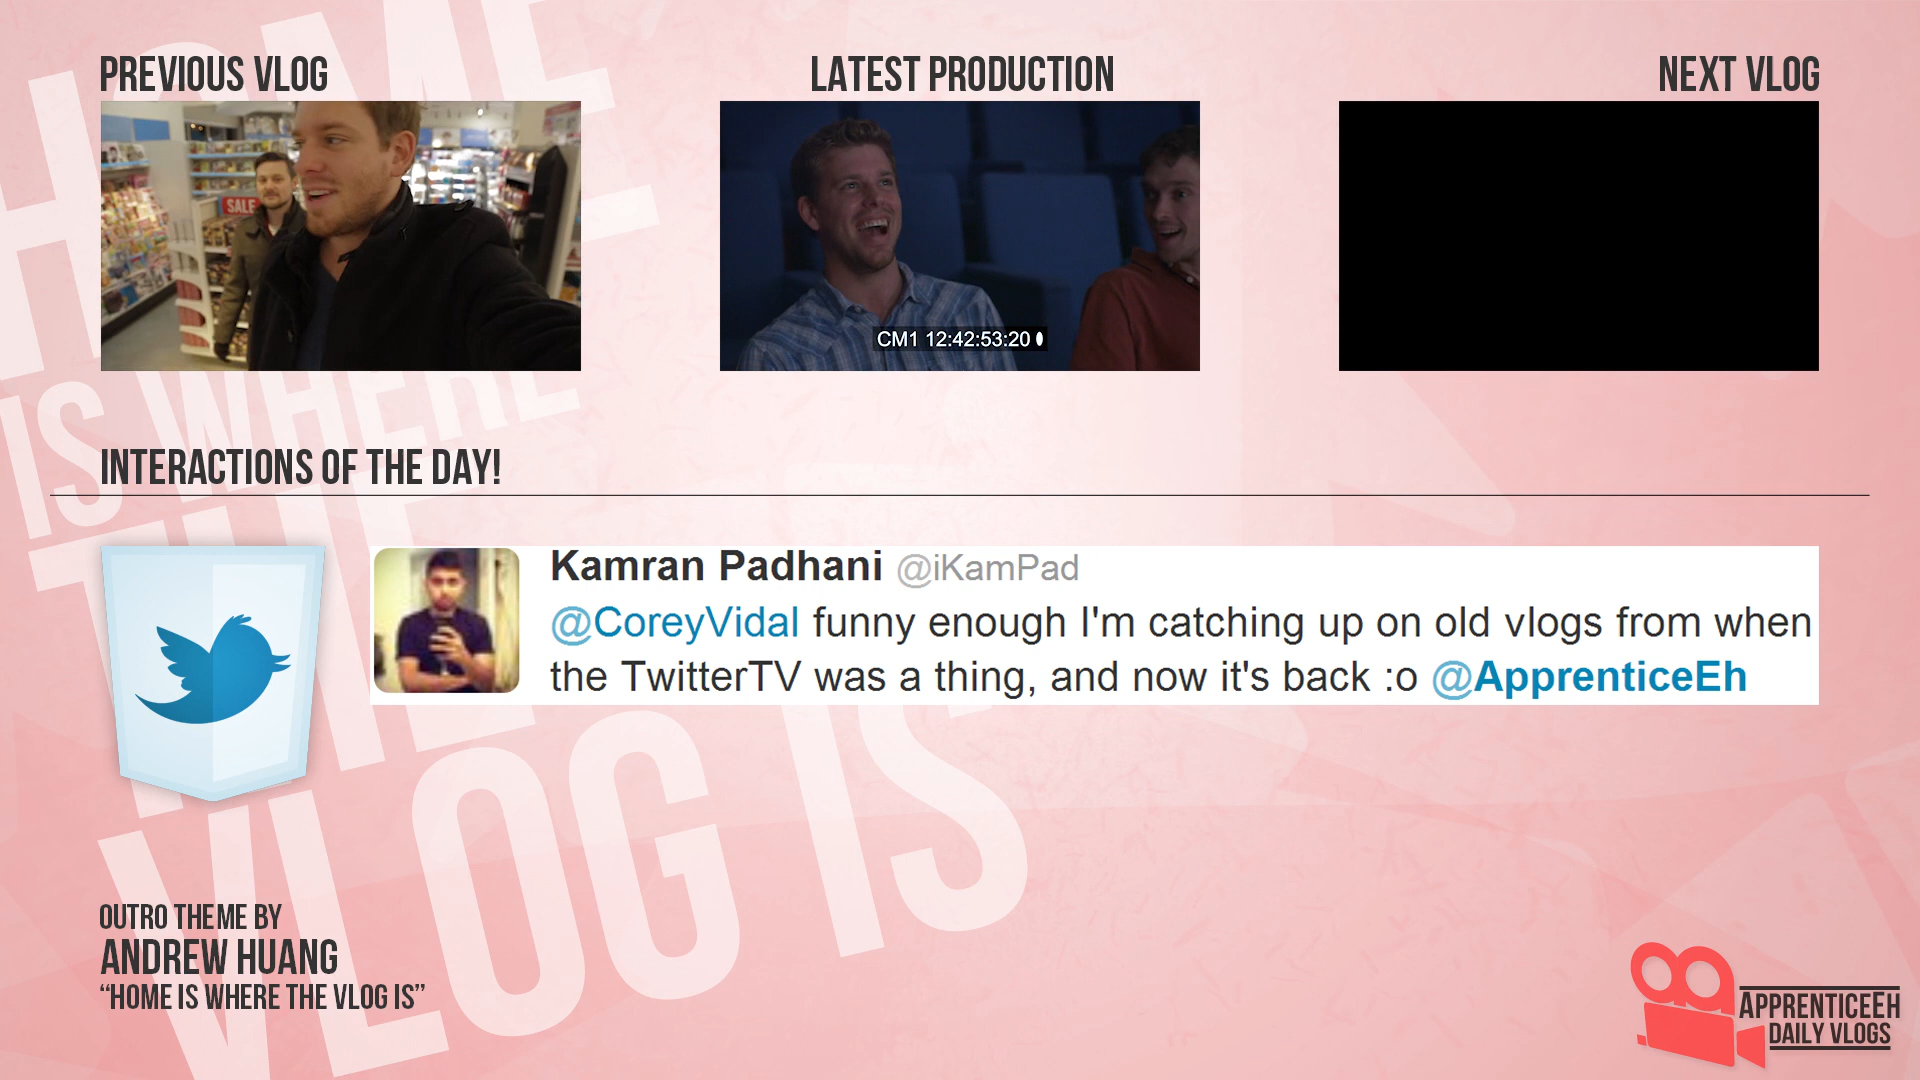 PREVIOUS VLOG
LATEST PRODUCTION
NEXT VLOG
SALE
CM1 12:42:53:20
INTERACTIONS OF THE DAY!
Kamran Padhani @iKamPad
@CoreyVidal funny enough I'm catching up on old vlogs from when
the TwitterTV was a thing, and now it's back :o @ApprenticeEh
HOME
IS WHERE
THE
VLOG IS
OUTRO THEME BY
ANDREW HUANG
“HOME IS WHERE THE VLOG IS”
APPRENTICEEH
DAILY VLOGS